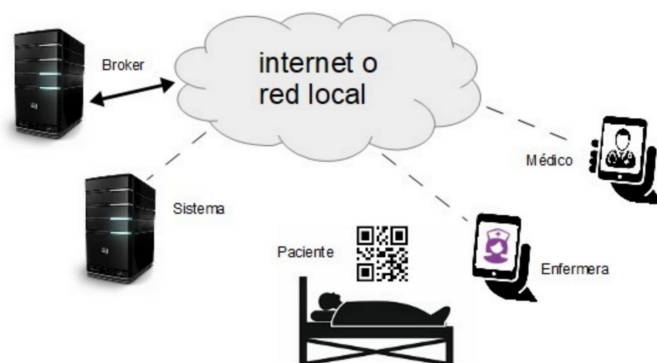 Broker
internet o
red local
Médico
Sistema
Paciente
Enfermera